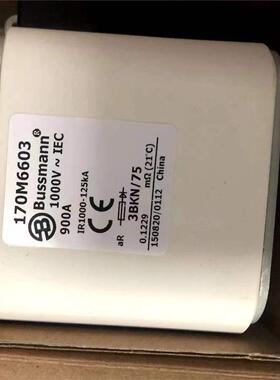 170M6603
Bussmann®
1000V ~ IEC
900A
IR1000-125kA
CE
aR
3BKN/75
mΩ (21°C)
0.1229
150820/0112 China